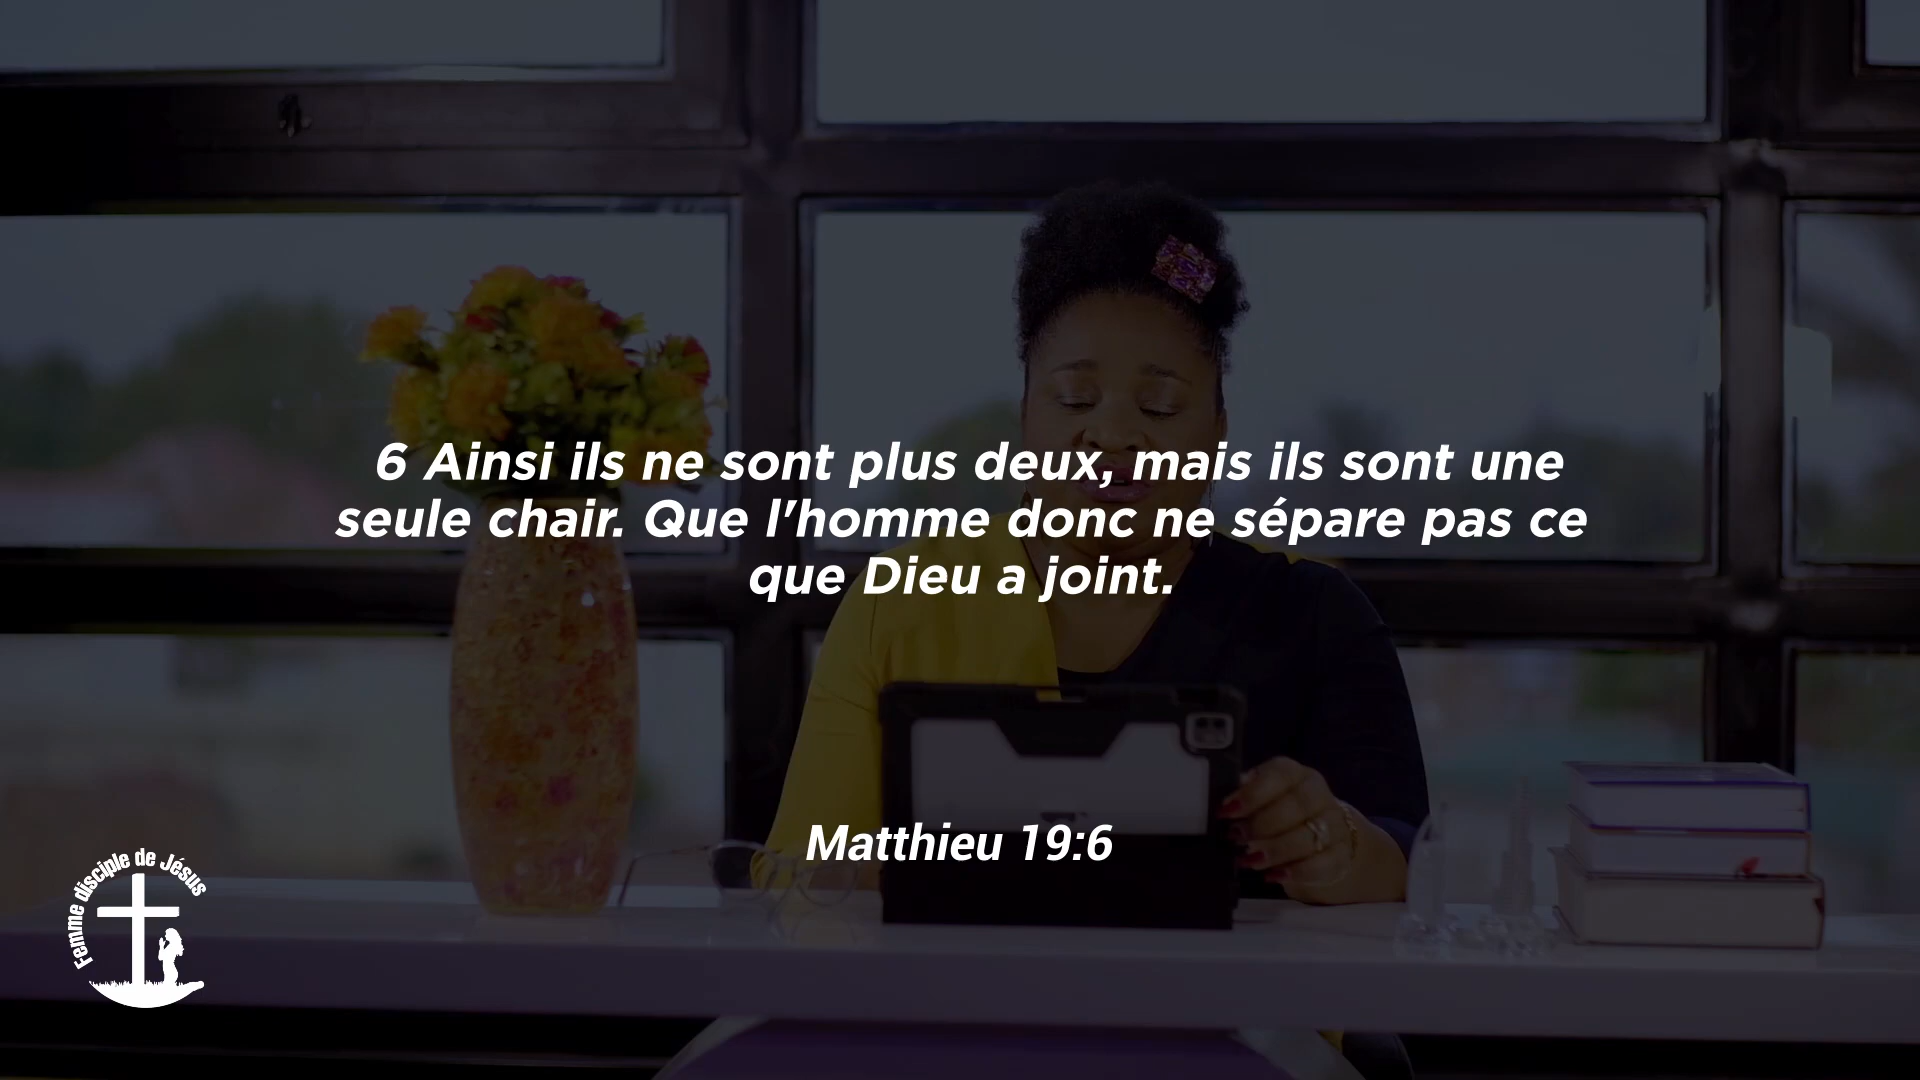 6 Ainsi ils ne sont plus deux, mais ils sont une
seule chair. Que l'homme donc ne sépare pas ce
que Dieu a joint.
Matthieu 19:6
Femme disciple de Jésus